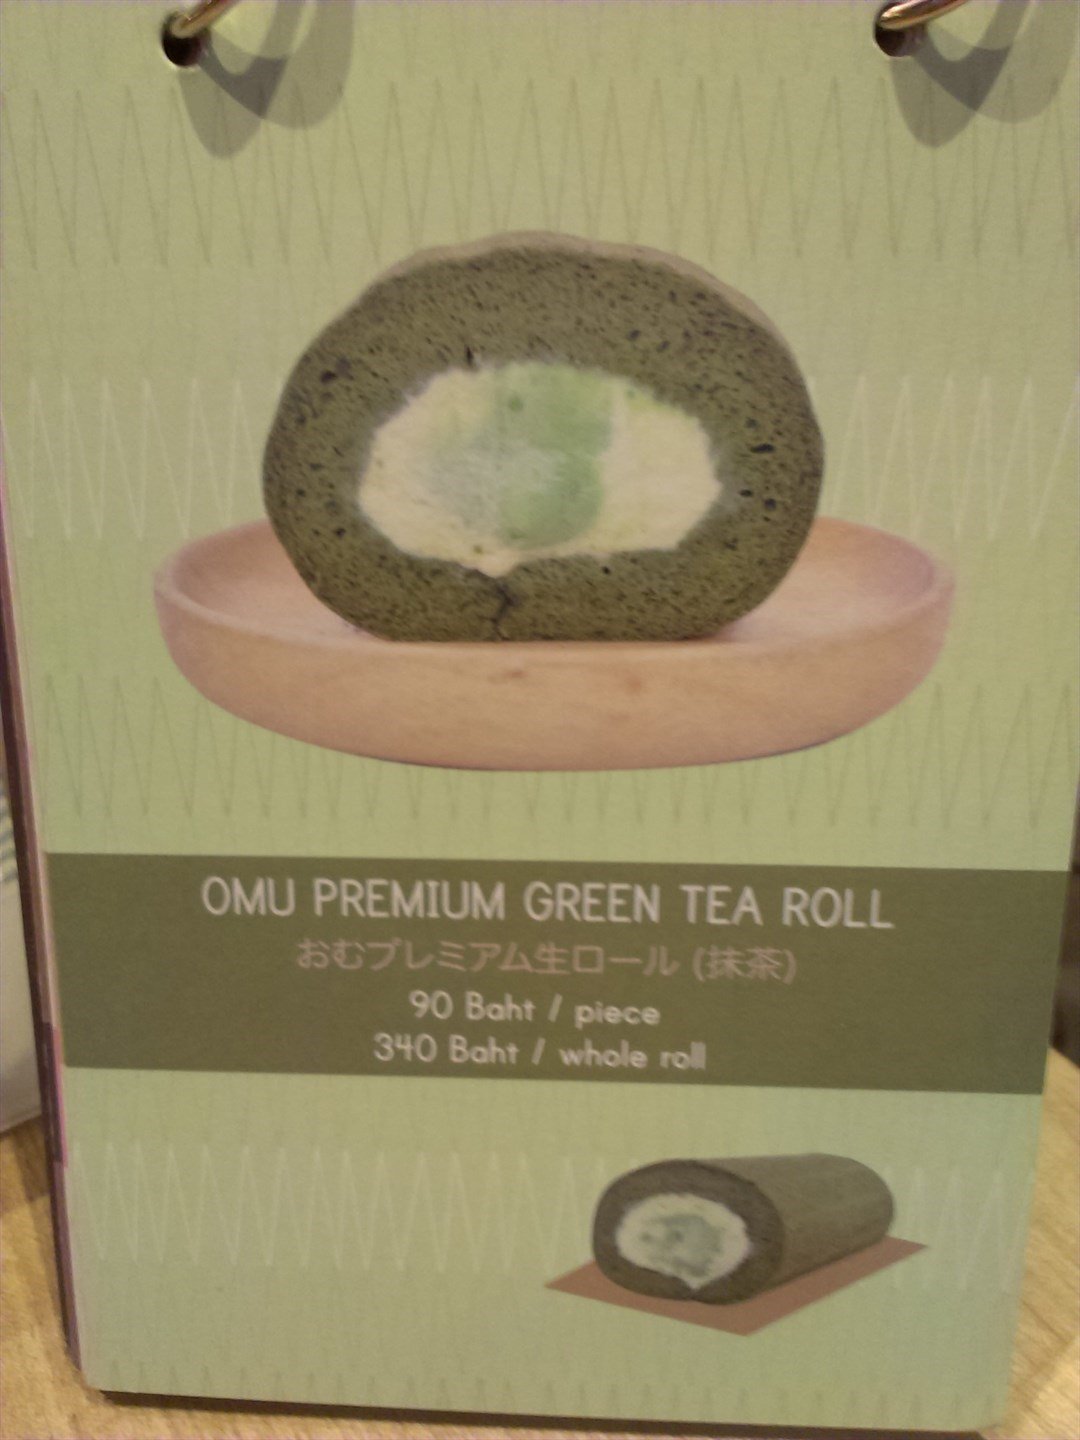 OMU PREMIUM GREEN TEA ROLL
おむプレミアム生ロール (抹茶)
90 Baht / piece
340 Baht / whole roll